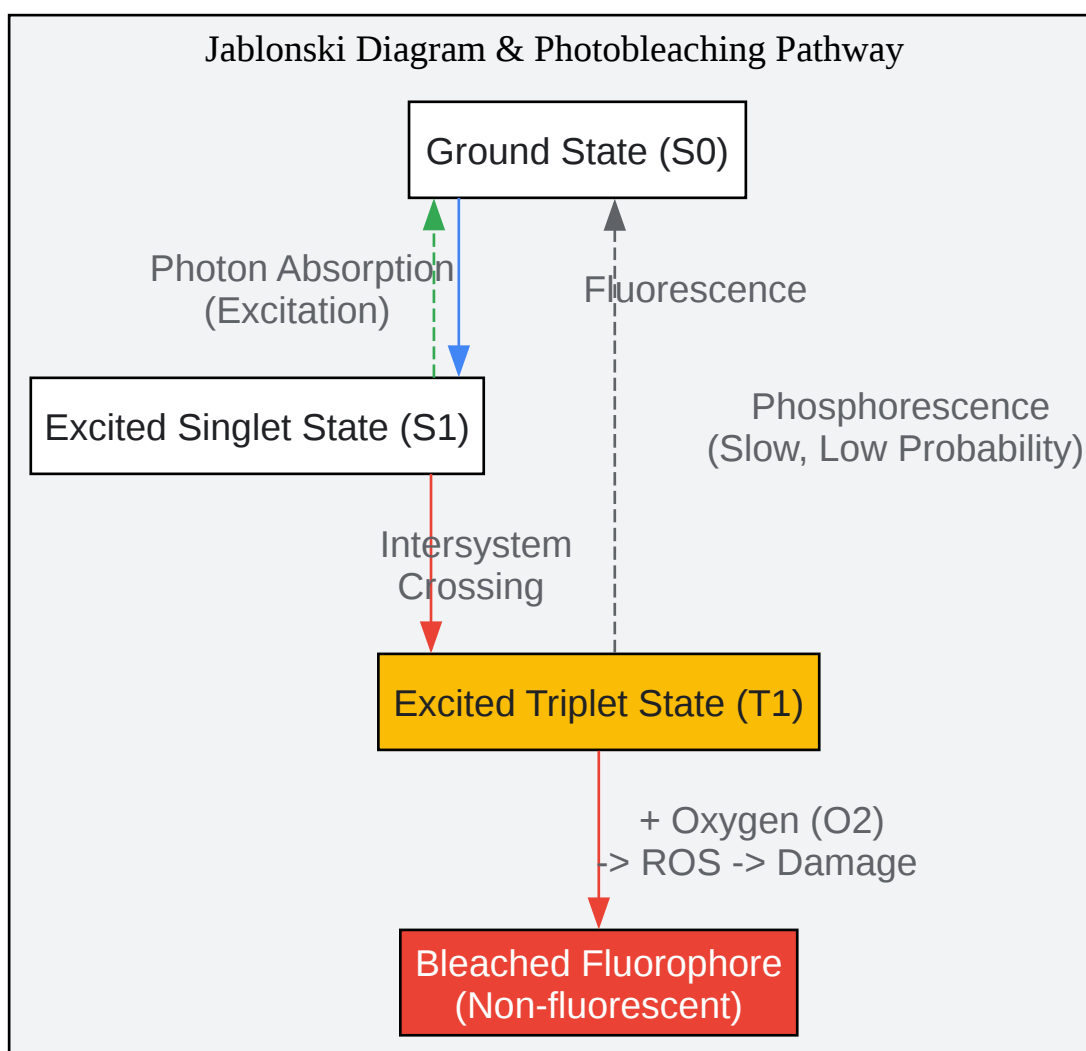 Jablonski Diagram & Photobleaching Pathway
Ground State (S0)
Photon Absorption
(Excitation)
Fluorescence
Excited Singlet State (S1)
Phosphorescence
(Slow, Low Probability)
Intersystem
Crossing
Excited Triplet State (T1)
+ Oxygen (O2)
-> ROS -> Damage
Bleached Fluorophore
(Non-fluorescent)